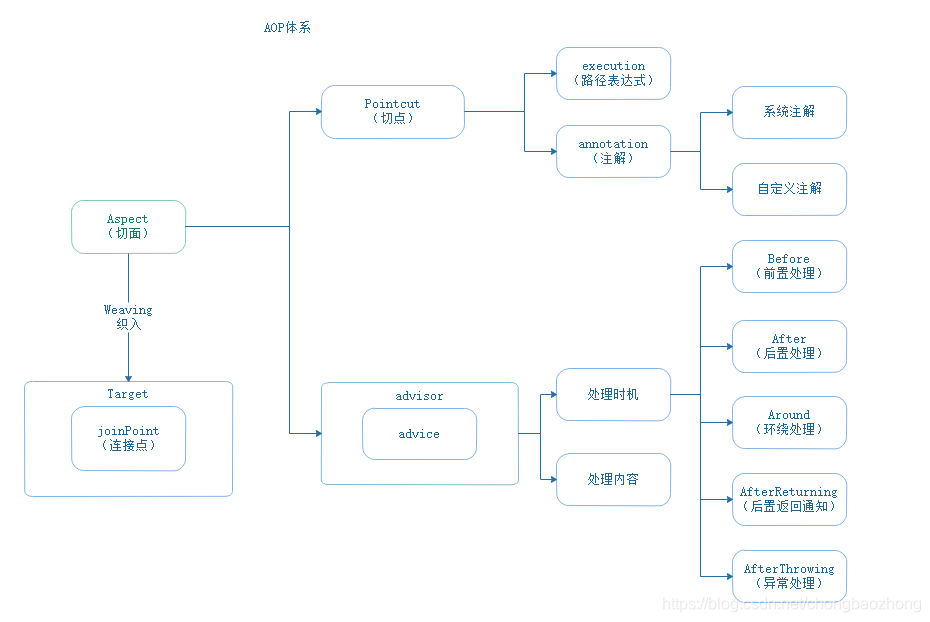 AOP体系
execution
(路径表达式)
Pointcut
(切点)
系统注解
annotation
(注解)
自定义注解
Aspect
(切面)
Before
(前置处理)
Weaving
织入
After
(后置处理)
Target
joinPoint
(连接点)
advisor
advice
处理时机
Around
(环绕处理)
处理内容
AfterReturning
(后置返回通知)
AfterThrowing
(异常处理)
https://blog.csdn.net/chongbaozhong